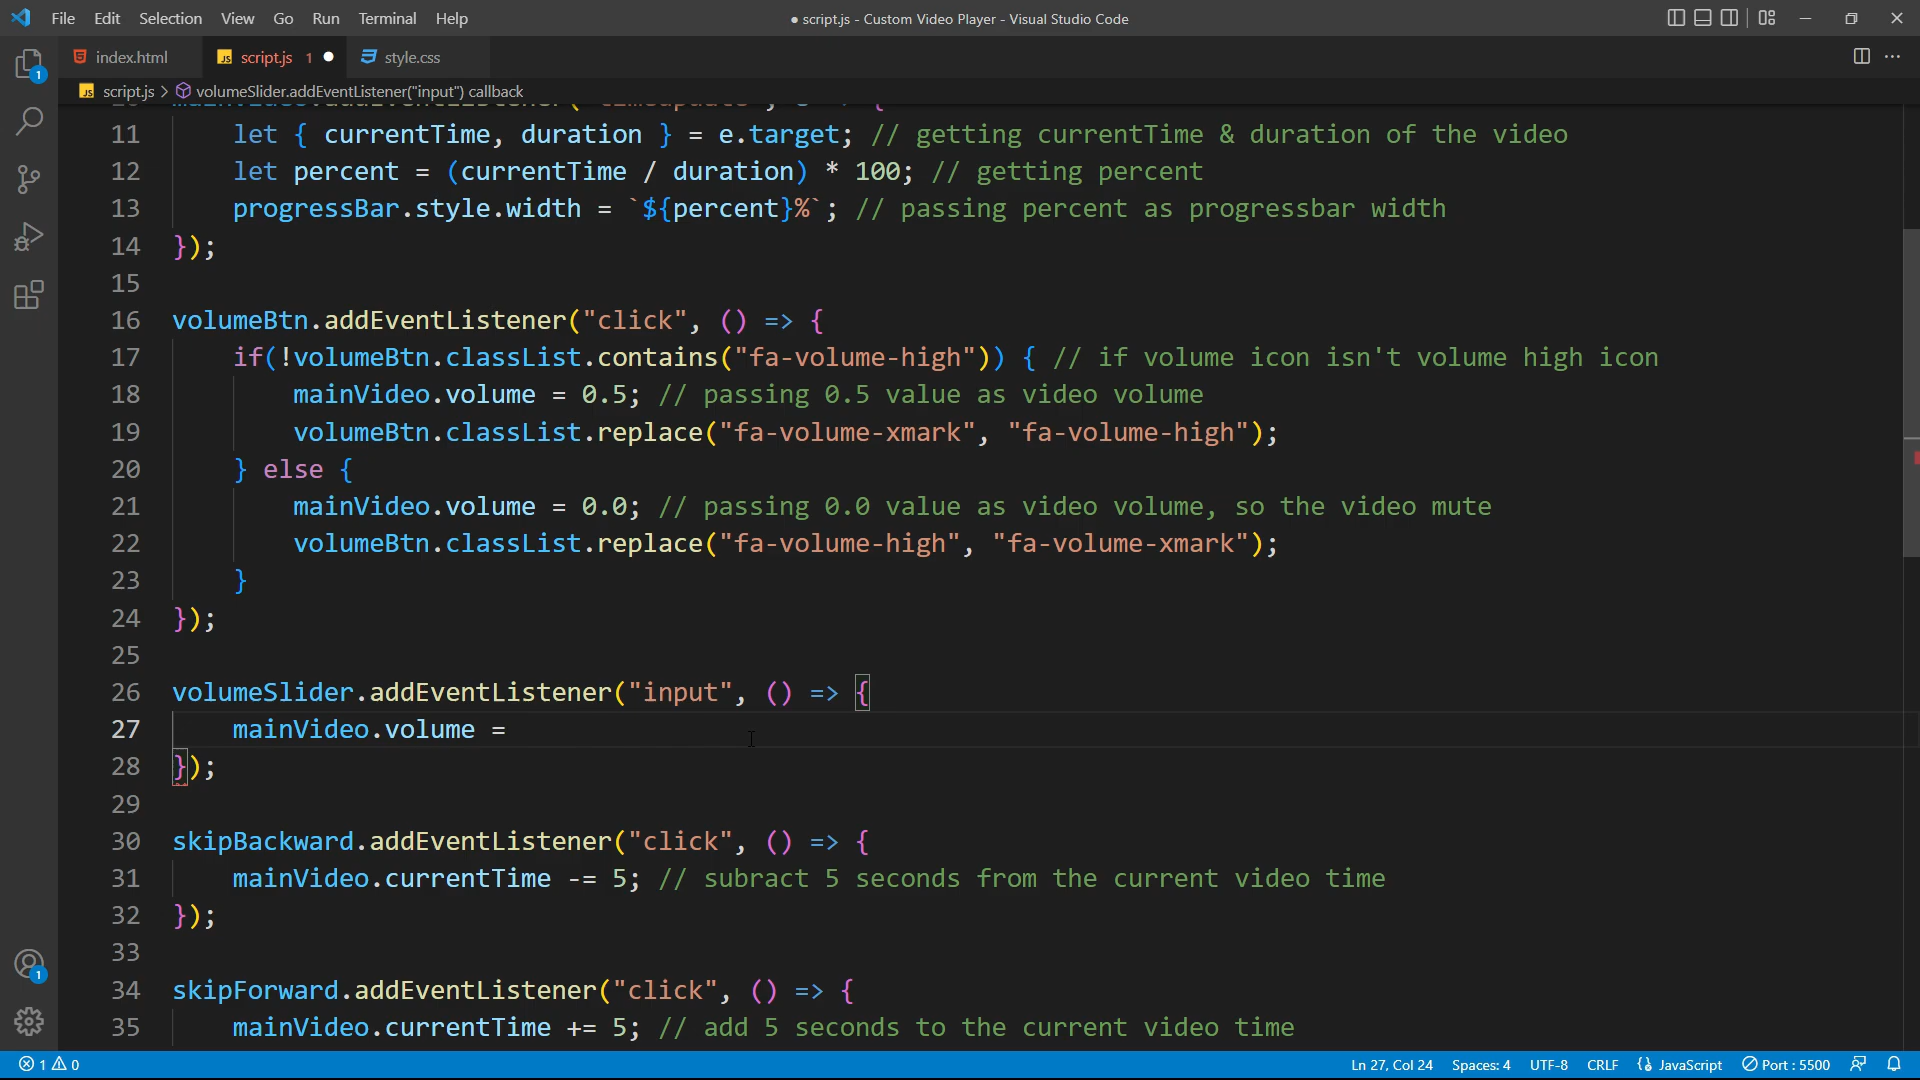 File Edit Selection View Go Run Terminal Help
● script.js - Custom Video Player - Visual Studio Code
index.html
JS script.js 1 ●
style.css
JS script.js > volumeSlider.addEventListener("input") callback
11 let { currentTime, duration } = e.target; // getting currentTime & duration of the video
12 let percent = (currentTime / duration) * 100; // getting percent
13 progressBar.style.width = `${percent}%`; // passing percent as progressbar width
14 });
15
16 volumeBtn.addEventListener("click", () => {
17 if(!volumeBtn.classList.contains("fa-volume-high")) { // if volume icon isn't volume high icon
18 mainVideo.volume = 0.5; // passing 0.5 value as video volume
19 volumeBtn.classList.replace("fa-volume-xmark", "fa-volume-high");
20 } else {
21 mainVideo.volume = 0.0; // passing 0.0 value as video volume, so the video mute
22 volumeBtn.classList.replace("fa-volume-high", "fa-volume-xmark");
23 }
24 });
25
26 volumeSlider.addEventListener("input", () => {
27 mainVideo.volume =
28 });
29
30 skipBackward.addEventListener("click", () => {
31 mainVideo.currentTime -= 5; // subract 5 seconds from the current video time
32 });
33
34 skipForward.addEventListener("click", () => {
35 mainVideo.currentTime += 5; // add 5 seconds to the current video time
1
1
1 0
Ln 27, Col 24 Spaces: 4 UTF-8 CRLF {} JavaScript Port : 5500